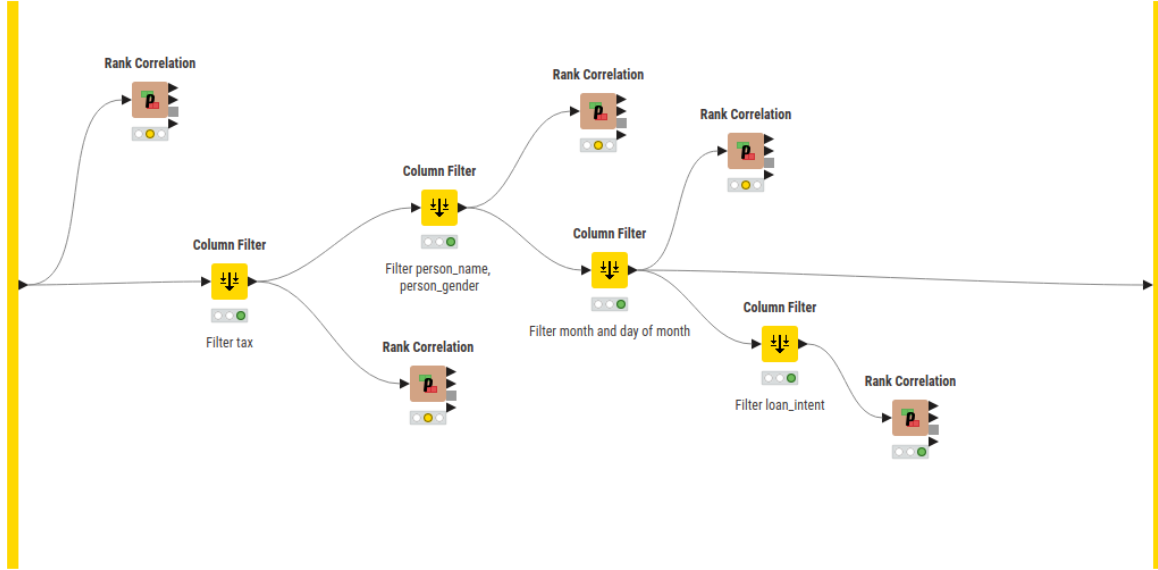 Rank Correlation
Rank Correlation
Rank Correlation
Column Filter
Column Filter
Column Filter
Filter person_name,
person_gender
Column Filter
Filter month and day of month
Filter tax
Rank Correlation
Filter loan_intent
Rank Correlation